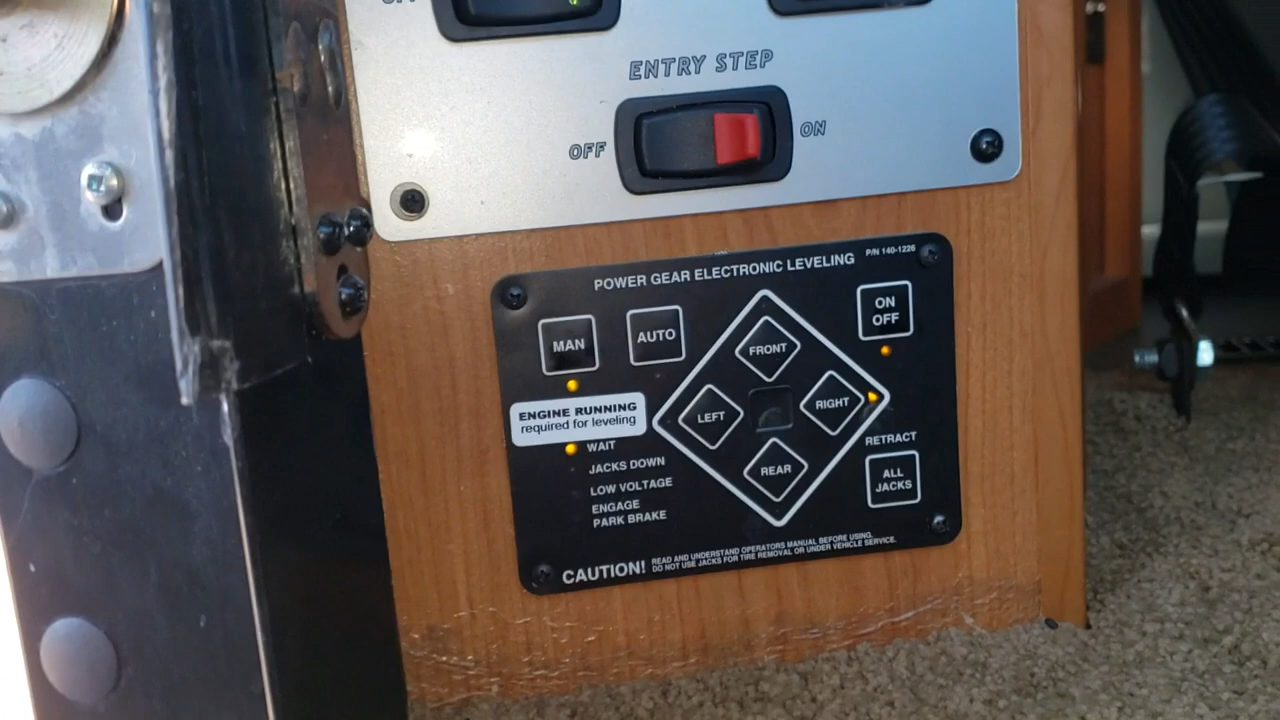 OFF
ENTRY STEP
OFF
ON
POWER GEAR ELECTRONIC LEVELING
P/N 140-1226
MAN
AUTO
FRONT
ON
OFF
LEFT
RIGHT
REAR
ENGINE RUNNING
required for leveling
WAIT
JACKS DOWN
LOW VOLTAGE
ENGAGE
PARK BRAKE
RETRACT
ALL
JACKS
CAUTION!
READ AND UNDERSTAND OPERATORS MANUAL BEFORE USING.
DO NOT USE JACKS FOR TIRE REMOVAL OR UNDER VEHICLE SERVICE.